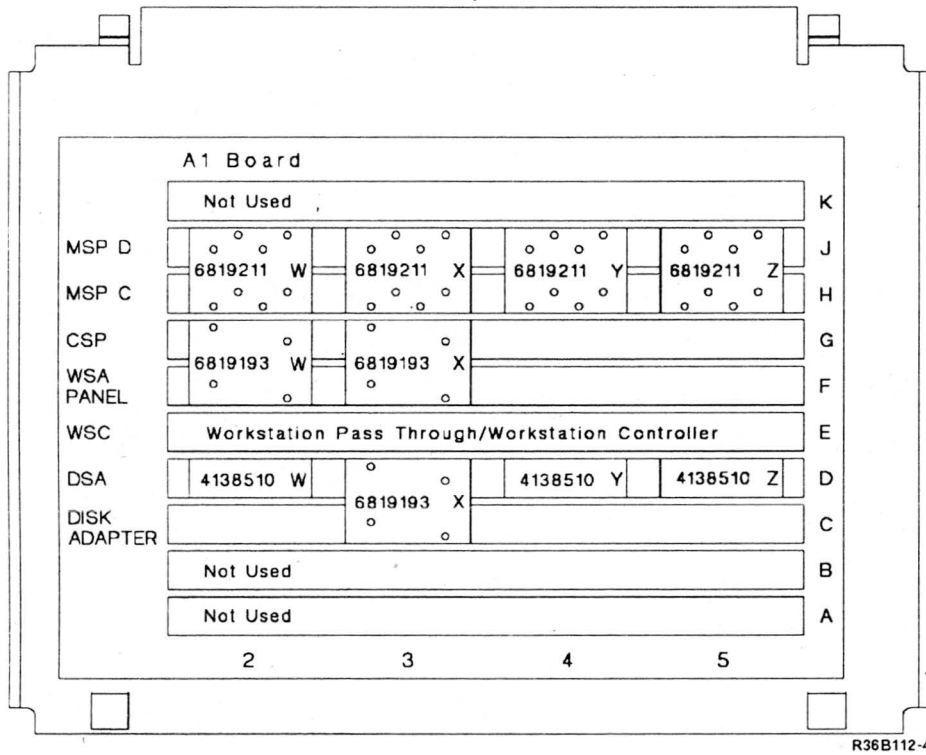 A1 Board
Not Used K
MSP D J
6819211 W 6819211 X 6819211 Y 6819211 Z
MSP C H
CSP G
6819193 W 6819193 X
WSA PANEL F
WSC Workstation Pass Through/Workstation Controller E
DSA 4138510 W 4138510 Y 4138510 Z D
6819193 X
DISK ADAPTER C
Not Used B
Not Used A
2 3 4 5
R36B112-4